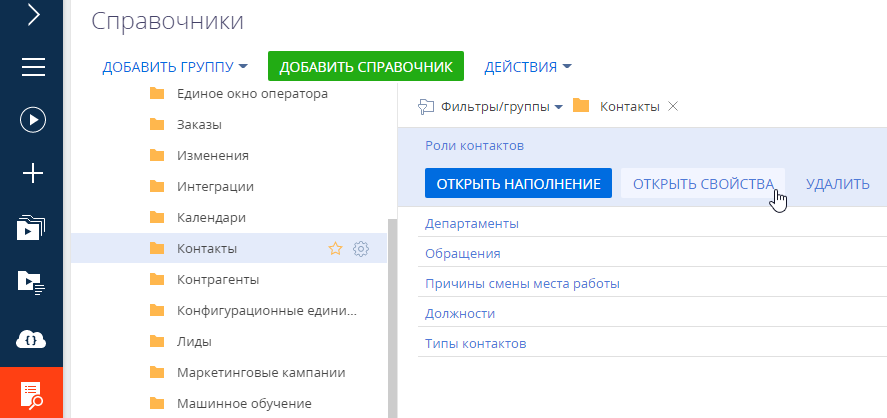 Справочники
ДОБАВИТЬ ГРУППУ ДОБАВИТЬ СПРАВОЧНИК ДЕЙСТВИЯ
Единое окно оператора
Заказы
Изменения
Интеграции
Календари
Контакты
Контрагенты
Конфигурационные едини...
Лиды
Маркетинговые кампании
Машинное обучение
Фильтры/группы Контакты
Роли контактов
ОТКРЫТЬ НАПОЛНЕНИЕ ОТКРЫТЬ СВОЙСТВА УДАЛИТЬ
Департаменты
Обращения
Причины смены места работы
Должности
Типы контактов